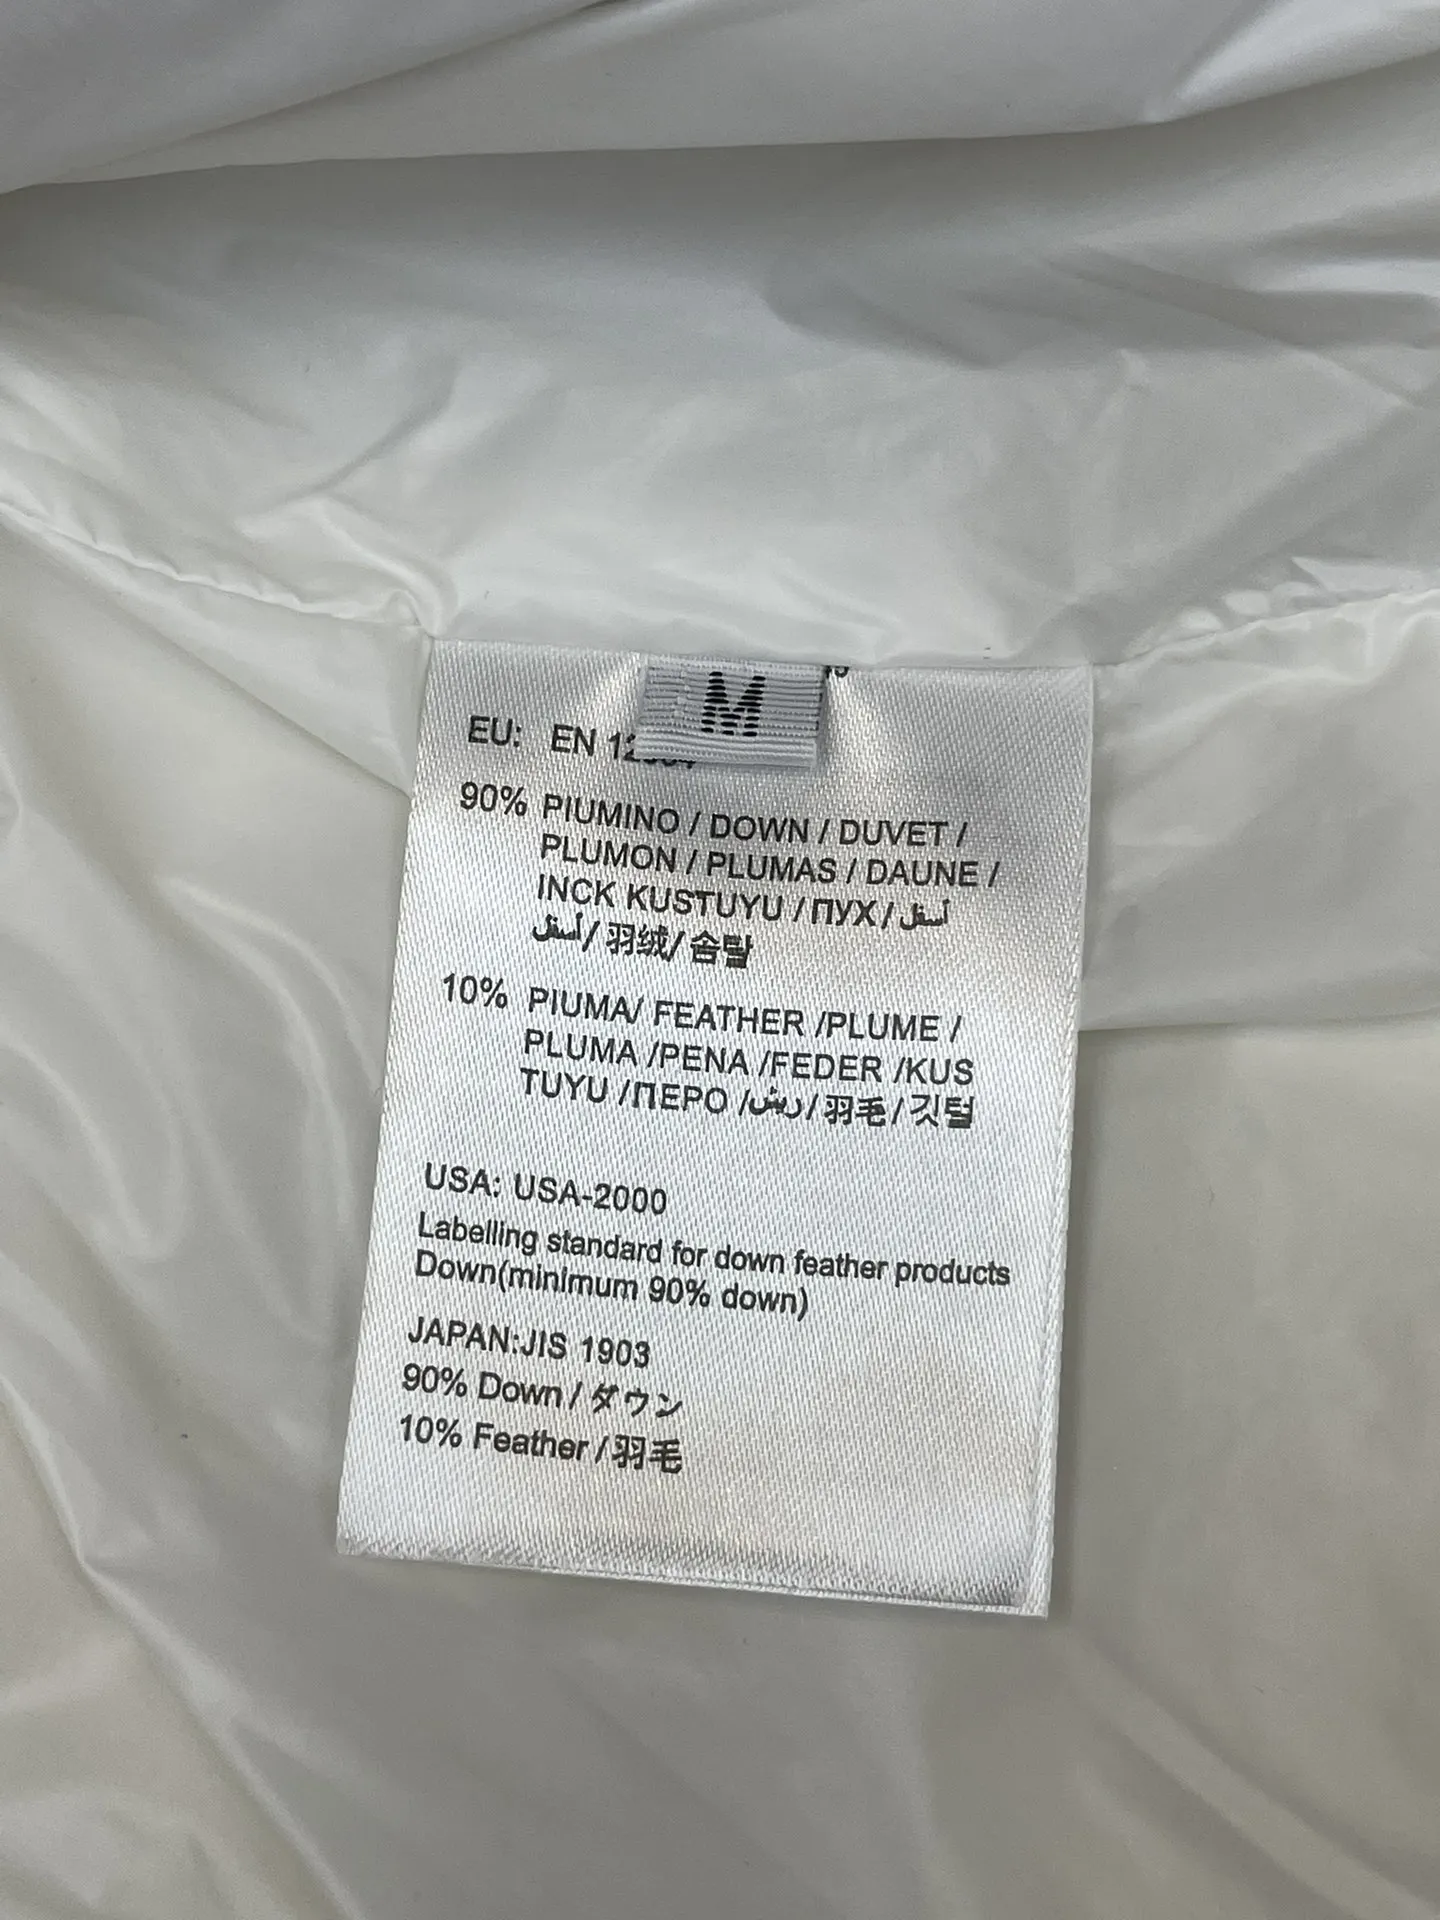 M
EU: EN 12934
90% PIUMINO / DOWN / DUVET /
PLUMON / PLUMAS / DAUNE /
INCK KUSTUYU / ПУХ / أسفل
أسفل / 羽绒/ 솜탈
10% PIUMA/ FEATHER /PLUME /
PLUMA /PENA /FEDER /KUS
TUYU /ПЕРО /ريش/ 羽毛 / 깃털
USA: USA-2000
Labelling standard for down feather products
Down(minimum 90% down)
JAPAN:JIS 1903
90% Down / ダウン
10% Feather / 羽毛